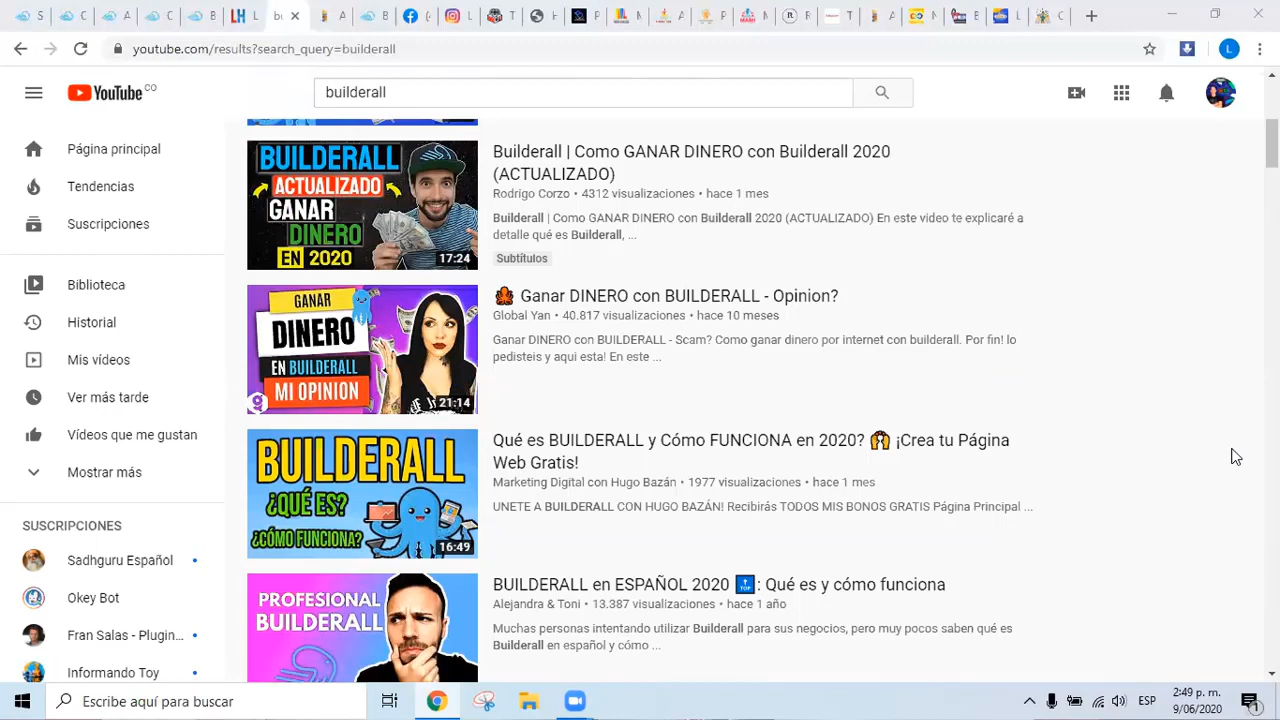 youtube.com/results?search_query=builderall
L
YouTube CO
builderall
Página principal
Tendencias
Suscripciones
Biblioteca
Historial
Mis vídeos
Ver más tarde
Vídeos que me gustan
Mostrar más
SUSCRIPCIONES
Sadhguru Español
Okey Bot
Fran Salas - Plugin...
Informando Toy
BUILDERALL
ACTUALIZADO
GANAR
DINERO
EN 2020
17:24
Builderall | Como GANAR DINERO con Builderall 2020
(ACTUALIZADO)
Rodrigo Corzo • 4312 visualizaciones • hace 1 mes
Builderall | Como GANAR DINERO con Builderall 2020 (ACTUALIZADO) En este video te explicaré a
detalle qué es Builderall, ...
Subtítulos
GANAR
DINERO
EN BUILDERALL
MI OPINION
21:14
Ganar DINERO con BUILDERALL - Opinion?
Global Yan • 40.817 visualizaciones • hace 10 meses
Ganar DINERO con BUILDERALL - Scam? Como ganar dinero por internet con builderall. Por fin! lo
pedisteis y aqui esta! En este ...
BUILDERALL
¿QUÉ ES?
¿CÓMO FUNCIONA?
16:49
Qué es BUILDERALL y Cómo FUNCIONA en 2020? ¡Crea tu Página
Web Gratis!
Marketing Digital con Hugo Bazán • 1977 visualizaciones • hace 1 mes
UNETE A BUILDERALL CON HUGO BAZÁN! Recibirás TODOS MIS BONOS GRATIS Página Principal ...
PROFESIONAL
BUILDERALL
BUILDERALL en ESPAÑOL 2020 TOP : Qué es y cómo funciona
Alejandra & Toni • 13.387 visualizaciones • hace 1 año
Muchas personas intentando utilizar Builderall para sus negocios, pero muy pocos saben qué es
Builderall en español y cómo ...
Escribe aquí para buscar
ESP
2:49 p. m.
9/06/2020